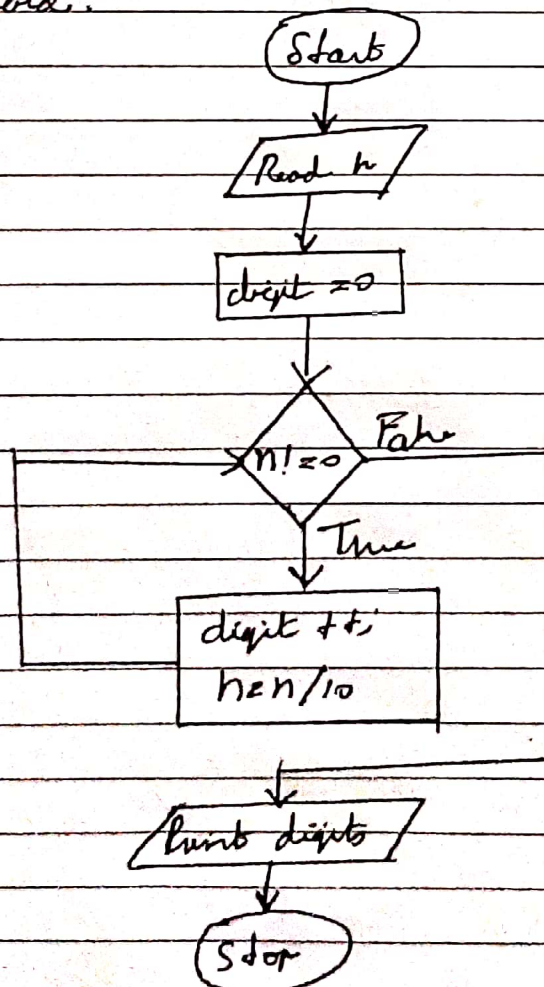 Start
Read n
digit = 0
n! = 0
False
True
digit ++;
n = n/10
Print digits
Stop